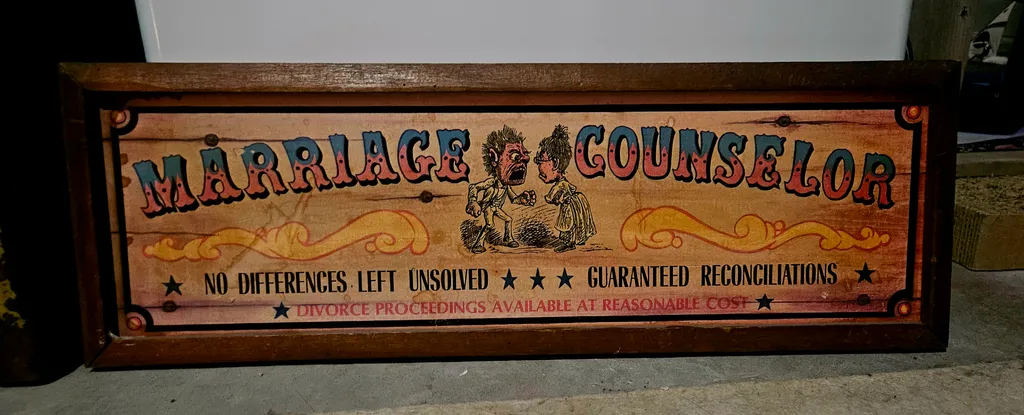 MARRIAGE COUNSELOR
★ NO DIFFERENCES LEFT UNSOLVED ★ ★ ★ GUARANTEED RECONCILIATIONS ★
★ DIVORCE PROCEEDINGS AVAILABLE AT REASONABLE COST ★